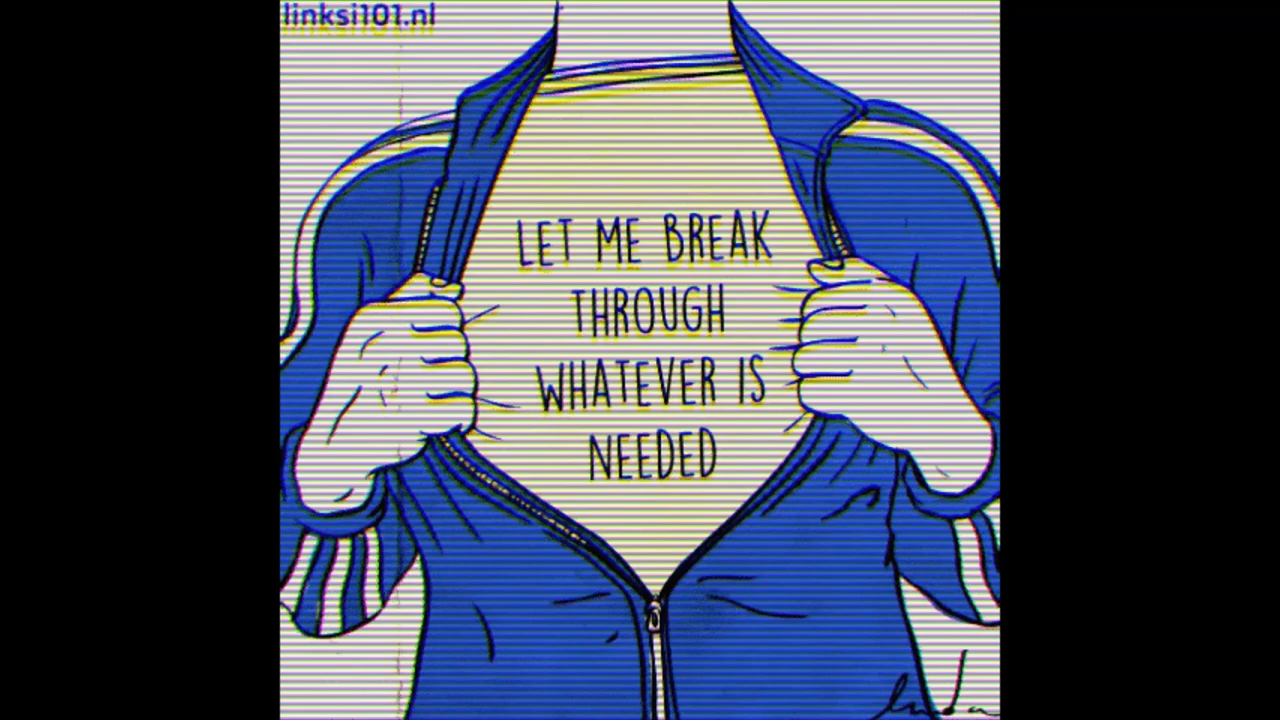 linksi101.nl
LET ME BREAK
THROUGH
WHATEVER IS
NEEDED